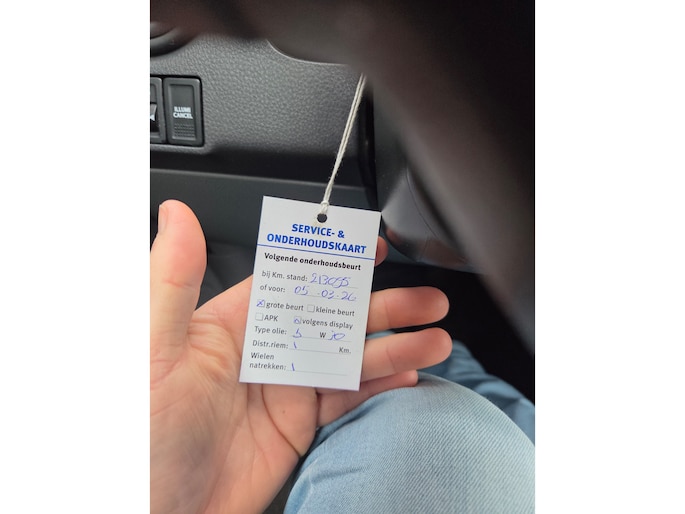 ILLUMI
CANCEL
SERVICE- &
ONDERHOUDSKAART
Volgende onderhoudsbeurt
bij Km. stand:
of voor: 05-03-26
grote beurt kleine beurt
APK volgens display
Type olie: 5 W 30
Distr.riem: Km.
Wielen
natrekken: